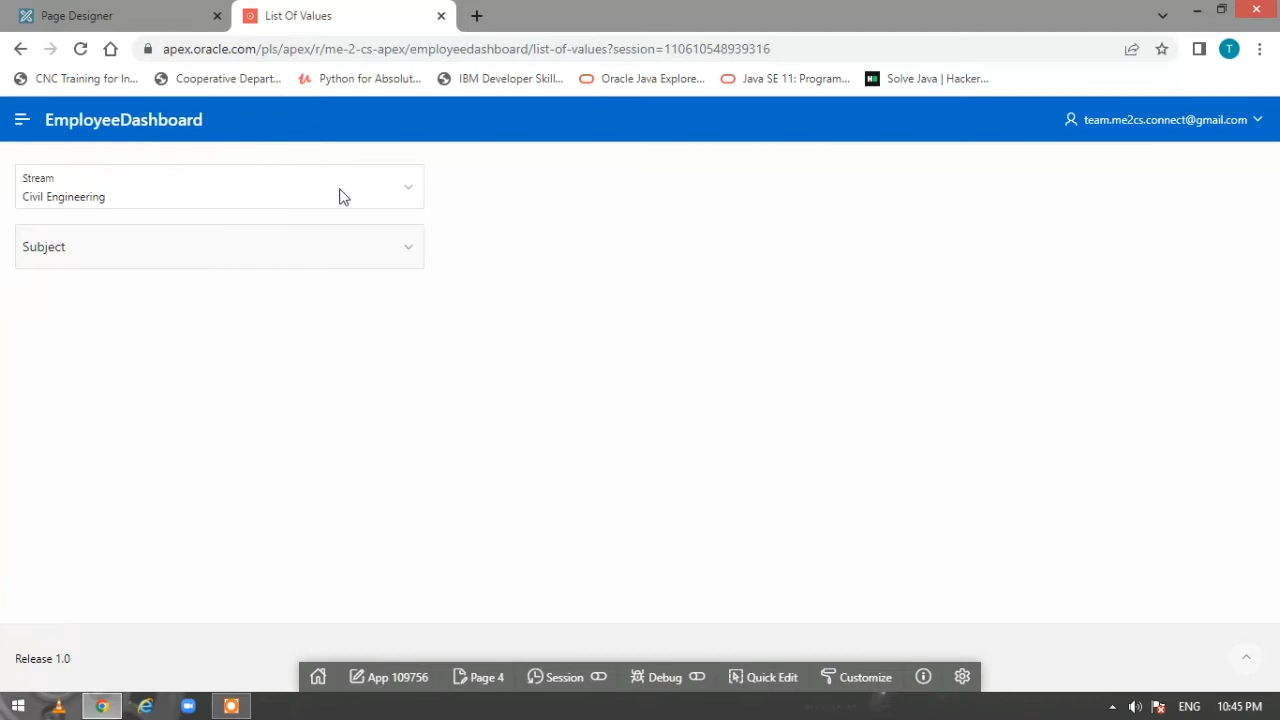 Page Designer
List Of Values
apex.oracle.com/pls/apex/r/me-2-cs-apex/employeedashboard/list-of-values?session=110610548939316
T
CNC Training for In...
Cooperative Depart...
Python for Absolut...
IBM Developer Skill...
Oracle Java Explore...
Java SE 11: Program...
Solve Java | Hacker...
EmployeeDashboard
team.me2cs.connect@gmail.com
Stream
Civil Engineering
Subject
Release 1.0
App 109756
Page 4
Session
Debug
Quick Edit
Customize
ENG
10:45 PM